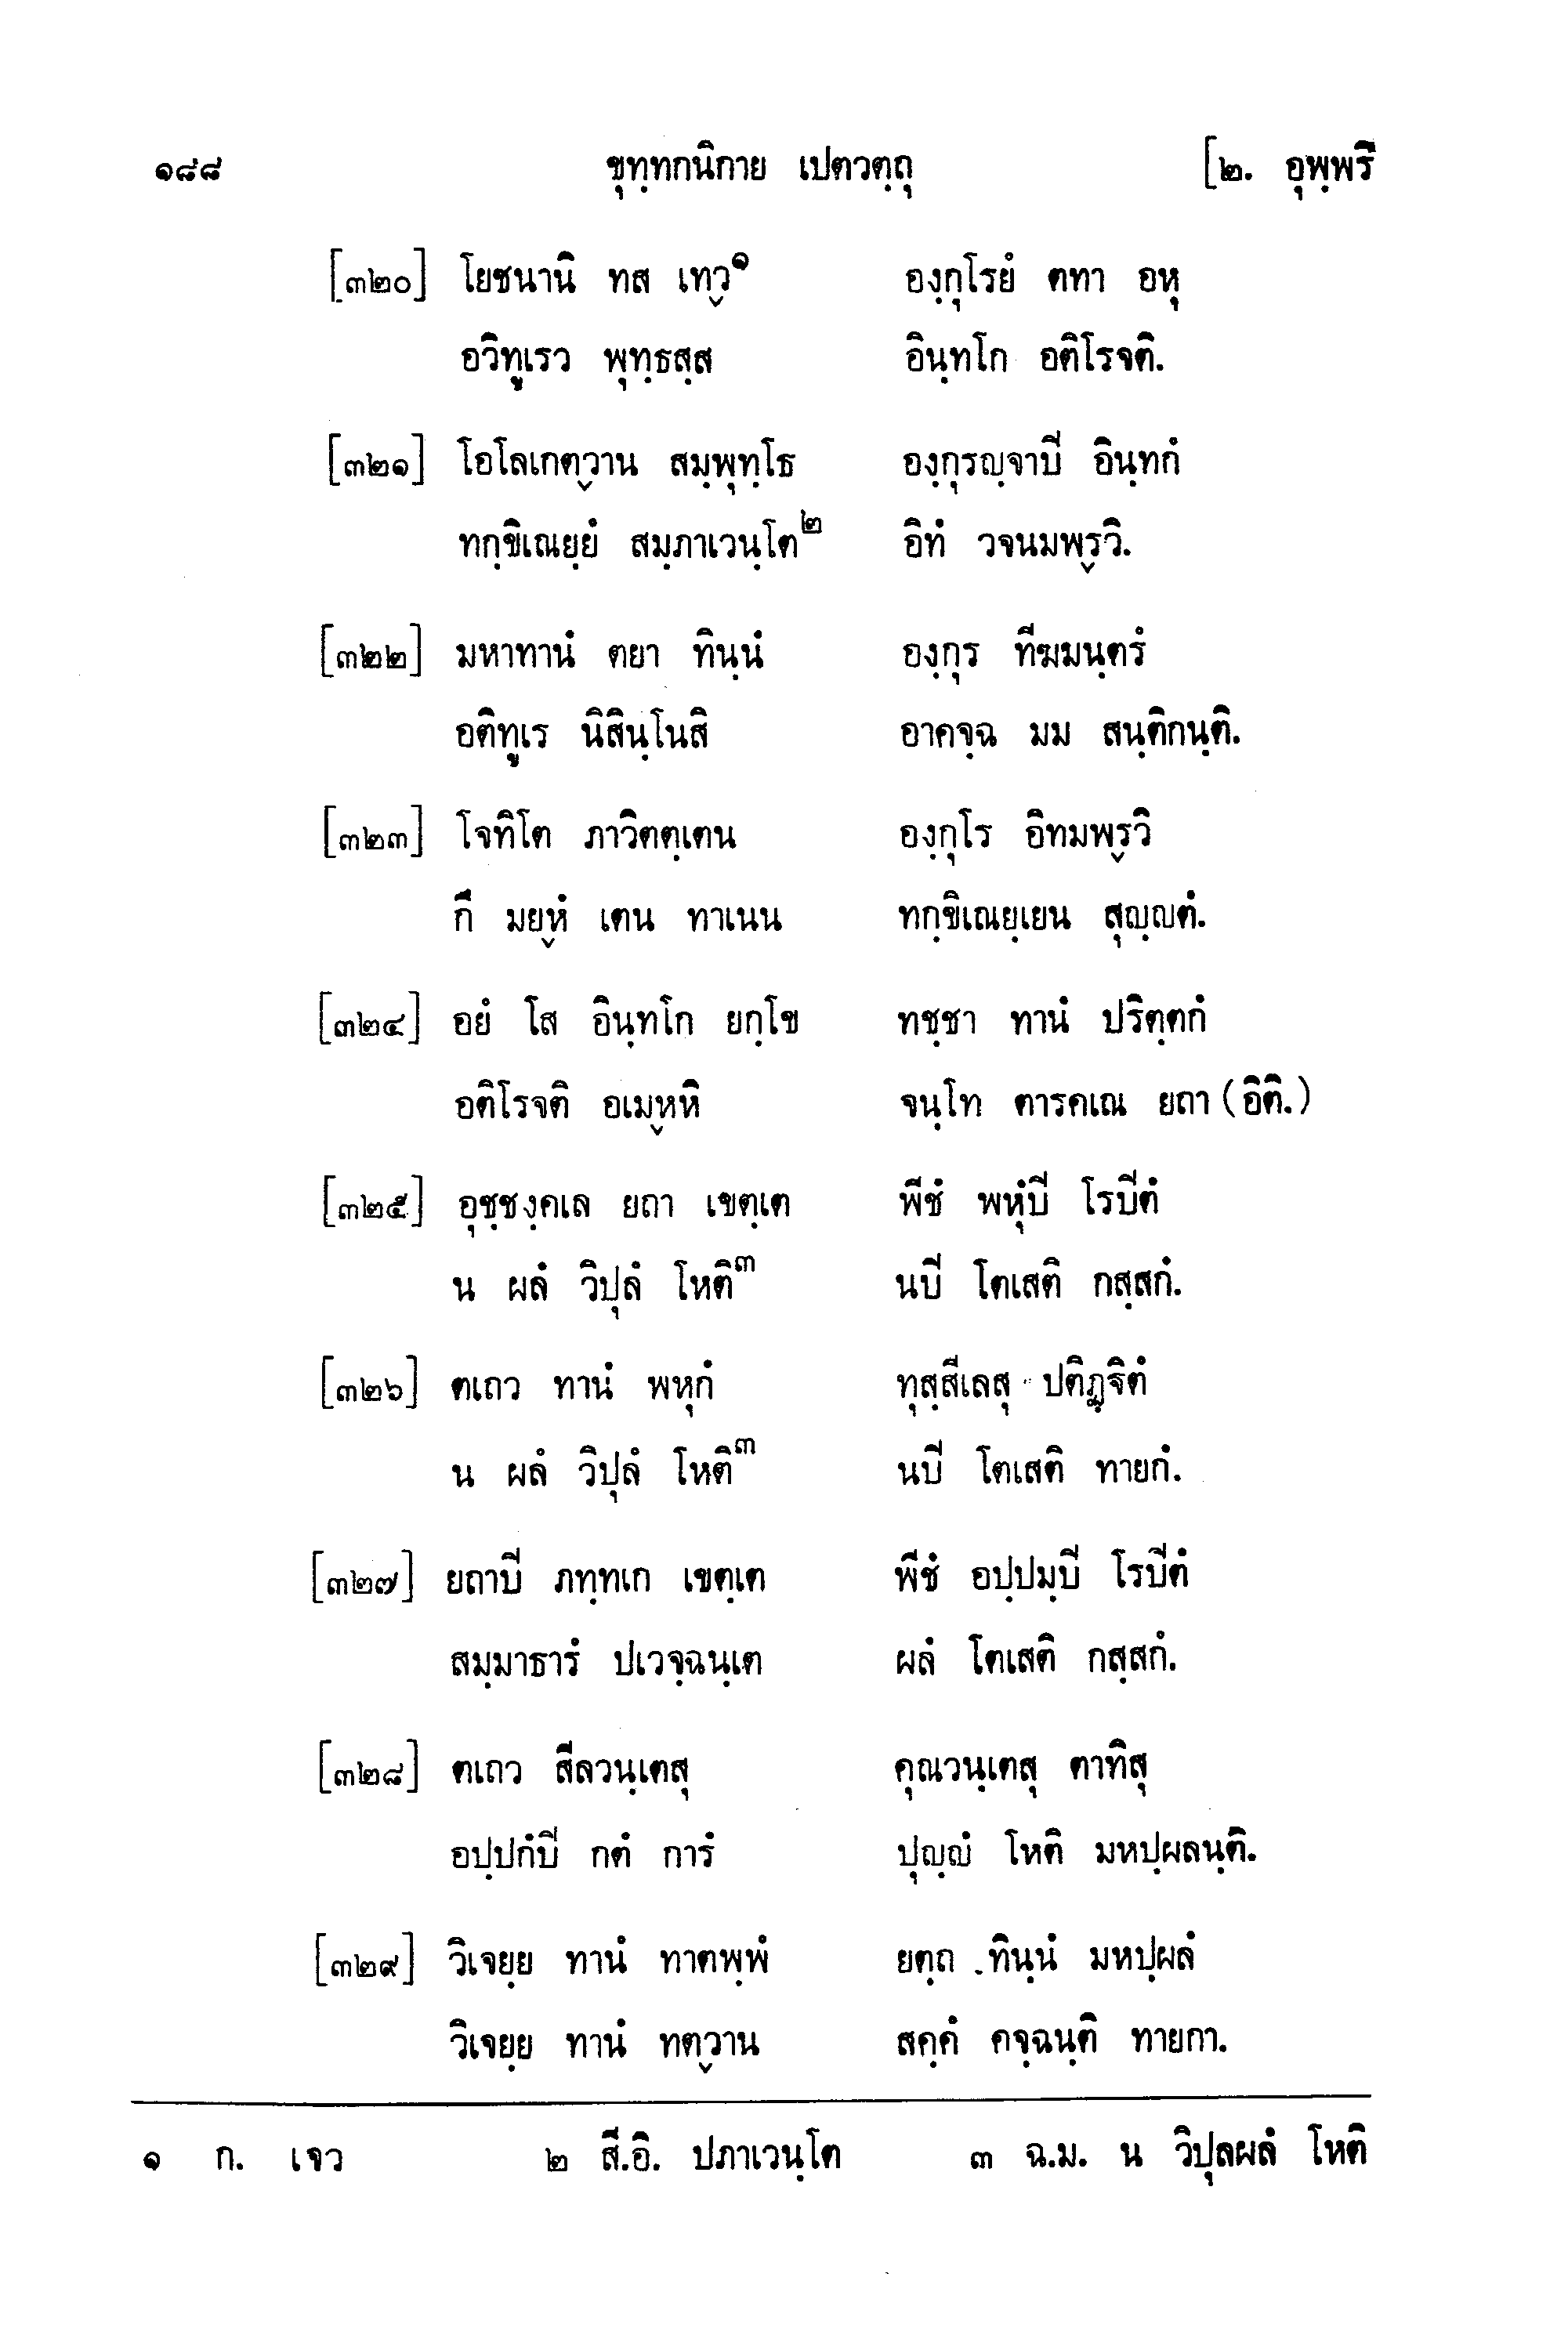 ๑๘๘ ขุทฺทกนิกาย เปตวตฺถุ [๒. อุพฺพรี
[๓๒๐] โยชนานิ ทส เทฺว๑ องฺกุโรยํ ตทา อหุ
อวิทูเรว พุทฺธสฺส อินฺทโก อติโรจติ.
[๓๒๑] โอโลเกตฺวาน สมฺพุทฺโธ องฺกุรญฺจาปิ อินฺทกํ
ทกฺขิเณยฺยํ สมฺภาเวนฺโต๒ อิทํ วจนมพฺรวิ.
[๓๒๒] มหาทานํ ตยา ทินฺนํ องฺกุร ทีฆมนฺตรํ
อติทูเร นิสินฺโนสิ อาคจฺฉ มม สนฺติกนฺติ.
[๓๒๓] โจทิโต ภาวิตตฺเตน องฺกุโร อิทมพฺรวิ
กึ มยฺหํ เตน ทาเนน ทกฺขิเณยฺเยน สุญฺญตํ.
[๓๒๔] อยํ โส อินฺทโก ยกฺโข ทชฺชา ทานํ ปริตฺตกํ
อติโรจติ อเมฺหหิ จนฺโท ตารคเณ ยถา (อิติ.)
[๓๒๕] อุชฺชงฺคเล ยถา เขตฺเต พีชํ พหุํปิ โรปิตํ
น ผลํ วิปุลํ โหติ๓ นปิ โตเสติ กสฺสกํ.
[๓๒๖] ตเถว ทานํ พหุกํ ทุสฺสีเลสุ ปติฏฺฐิตํ
น ผลํ วิปุลํ โหติ๓ นปิ โตเสติ ทายกํ.
[๓๒๗] ยถาปิ ภทฺทเก เขตฺเต พีชํ อปฺปมฺปิ โรปิตํ
สมฺมาธารํ ปเวจฺฉนฺเต ผลํ โตเสติ กสฺสกํ.
[๓๒๘] ตเถว สีลวนฺเตสุ คุณวนฺเตสุ ตาทิสุ
อปฺปกํปิ กตํ การํ ปุญฺญํ โหติ มหปฺผลนฺติ.
[๓๒๙] วิเจยฺย ทานํ ทาตพฺพํ ยตฺถ ทินฺนํ มหปฺผลํ
วิเจยฺย ทานํ ทตฺวาน สคฺคํ คจฺฉนฺติ ทายกา.
๑ ก. เจว ๒ สี.อิ. ปภาเวนฺโต ๓ ฉ.ม. น วิปุลผลํ โหติ